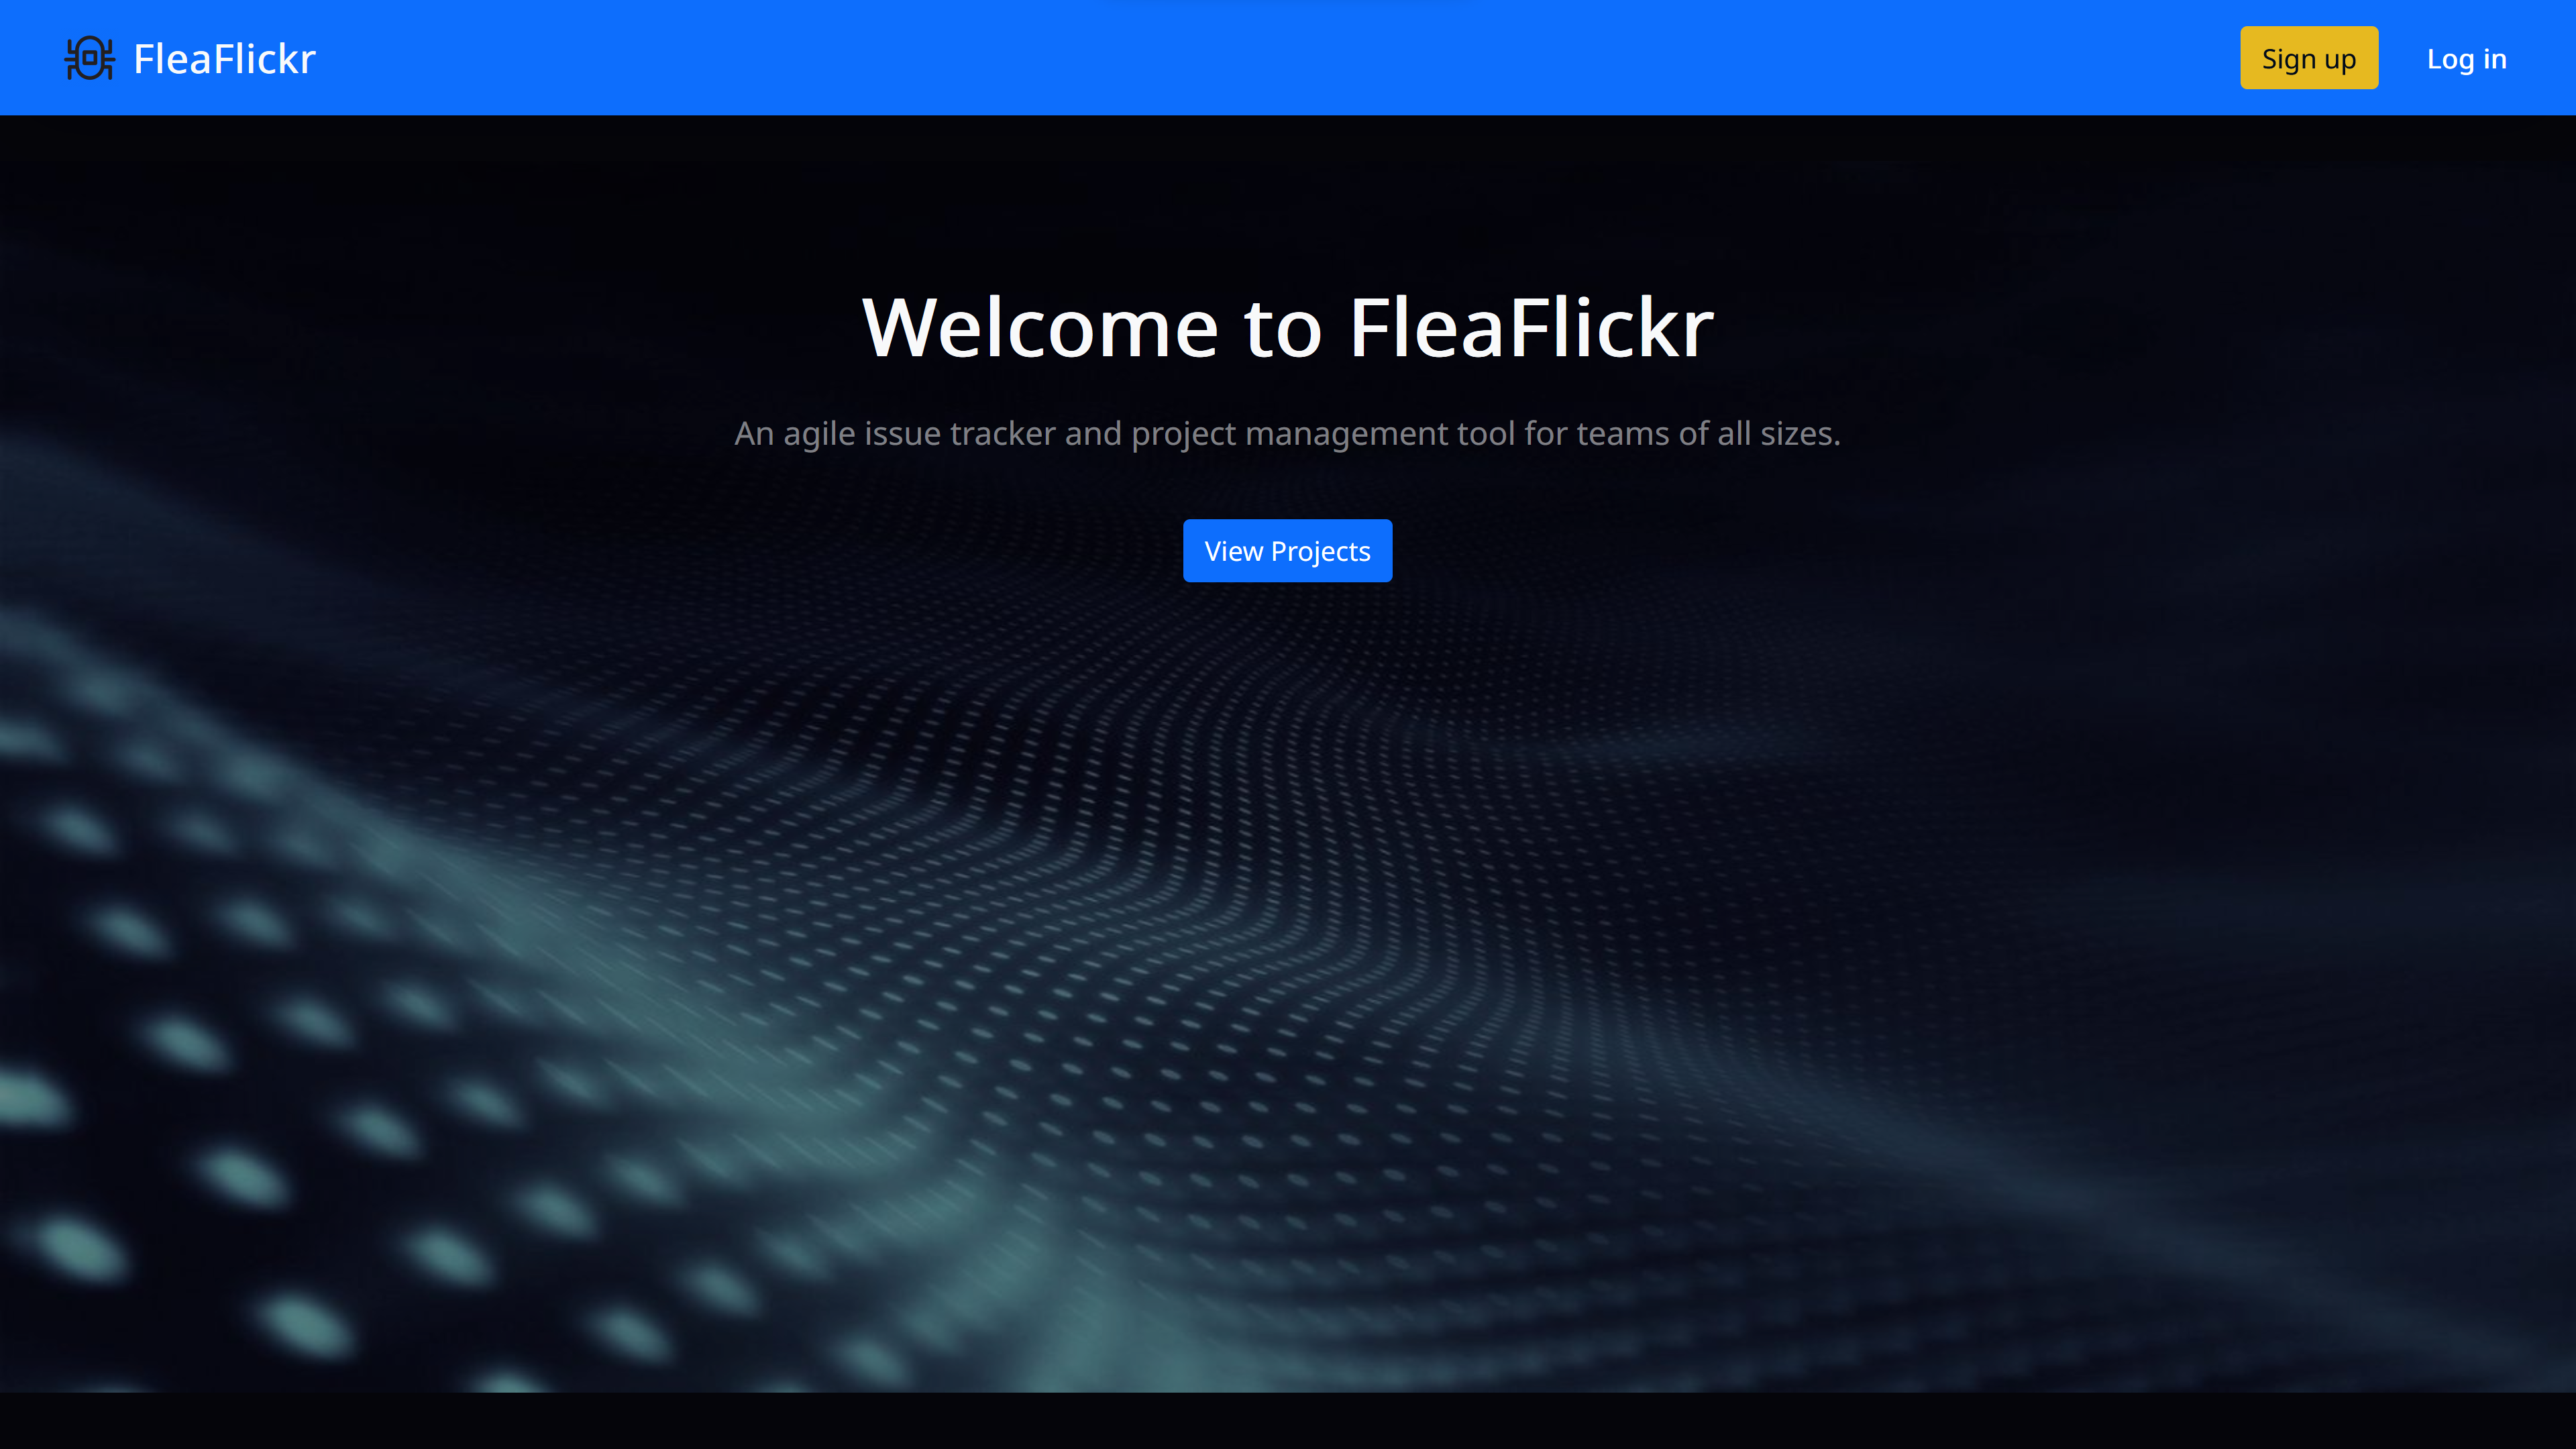 FleaFlickr
Sign up
Log in
Welcome to FleaFlickr
An agile issue tracker and project management tool for teams of all sizes.
View Projects